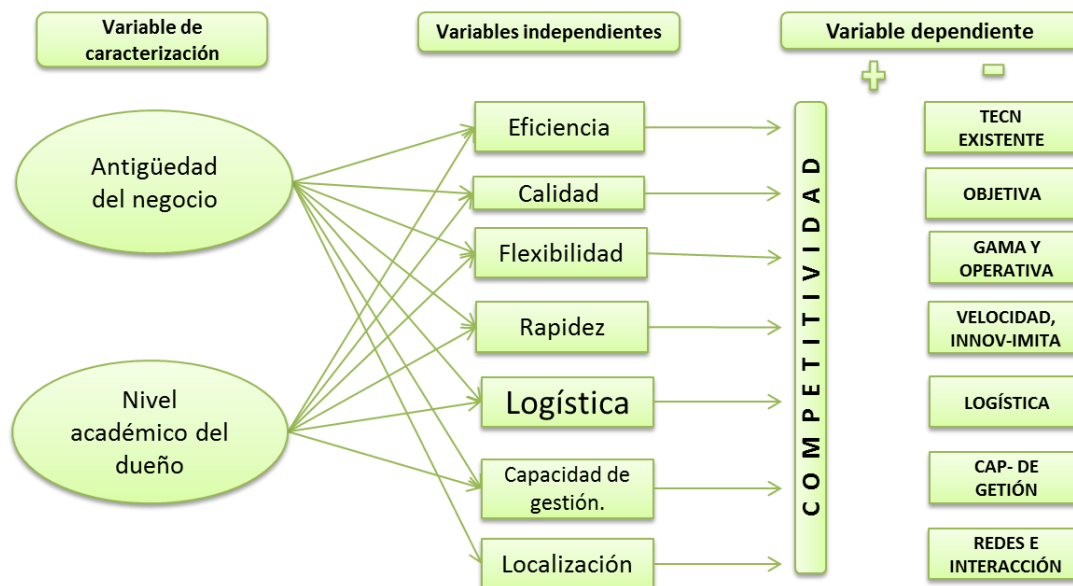 Variable de
caracterización
Variables independientes
Variable dependiente
+
-
Antigüedad
del negocio
Nivel
académico del
dueño
Eficiencia
Calidad
Flexibilidad
Rapidez
Logística
Capacidad de
gestión.
Localización
COMPETITIVIDAD
TECN
EXISTENTE
OBJETIVA
GAMA Y
OPERATIVA
VELOCIDAD,
INNOV-IMITA
LOGÍSTICA
CAP- DE
GETIÓN
REDES E
INTERACCIÓN